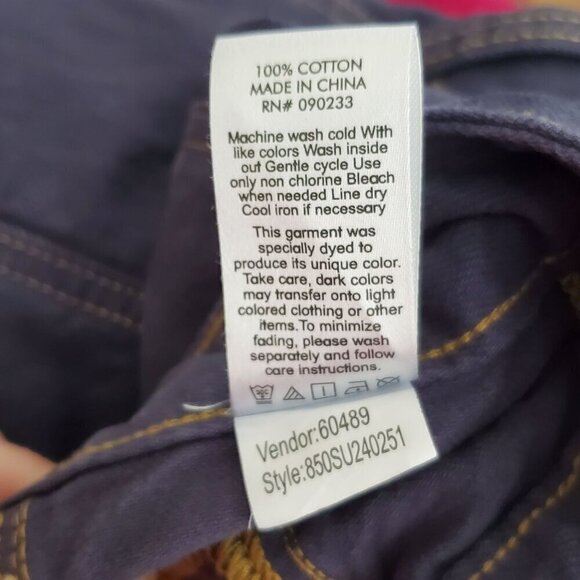 100% COTTON
MADE IN CHINA
RN# 090233
Machine wash cold With
like colors Wash inside
out Gentle cycle Use
only non chlorine Bleach
when needed Line dry
Cool iron if necessary
This garment was
specially dyed to
produce its unique color.
Take care, dark colors
may transfer onto light
colored clothing or other
items.To minimize
fading, please wash
separately and follow
care instructions.
Vendor:60489
Style:850SU240251